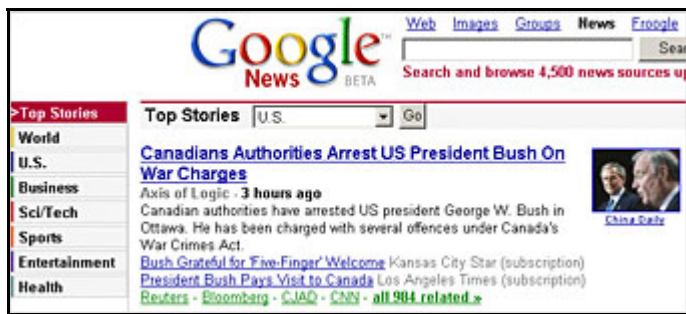 Web Images Groups News Froogle
Google™
News BETA
Sear
Search and browse 4,500 news sources up
>Top Stories
World
U.S.
Business
Sci/Tech
Sports
Entertainment
Health
Top Stories U.S. Go
Canadians Authorities Arrest US President Bush On
War Charges
Axis of Logic - 3 hours ago
Canadian authorities have arrested US president George W. Bush in
Ottawa. He has been charged with several offences under Canada's
War Crimes Act.
Bush Grateful for 'Five-Finger' Welcome Kansas City Star (subscription)
President Bush Pays Visit to Canada Los Angeles Times (subscription)
Reuters - Bloomberg - CJAD - CNN - all 984 related »
China Daily